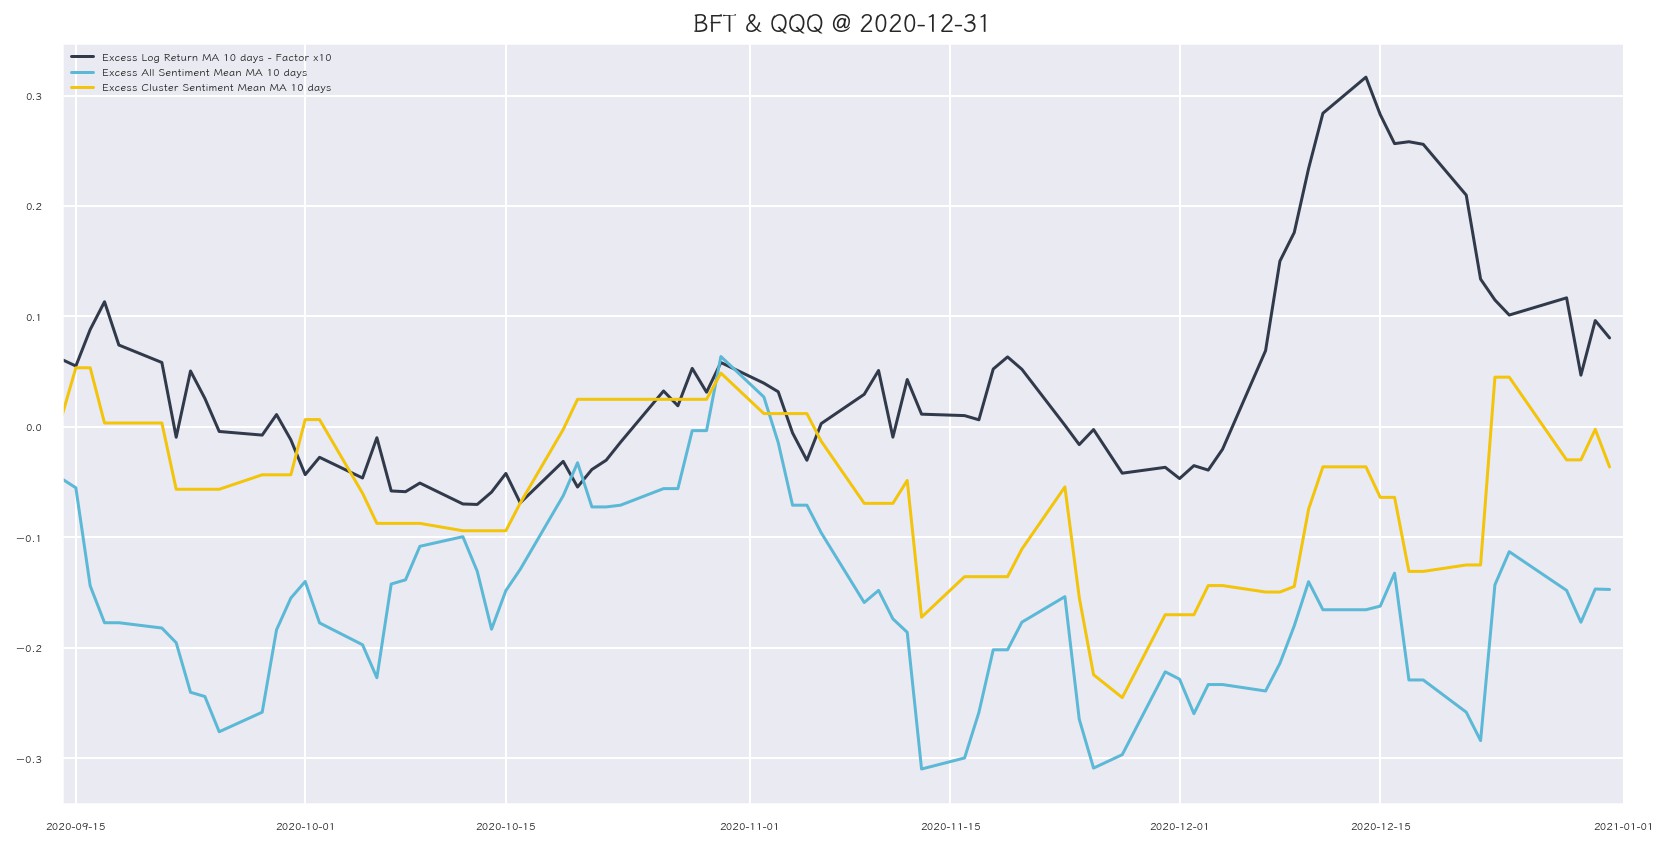 BFT & QQQ @ 2020-12-31
Excess Log Return MA 10 days - Factor x10
Excess All Sentiment Mean MA 10 days
Excess Cluster Sentiment Mean MA 10 days
0.3
0.2
0.1
0.0
−0.1
−0.2
−0.3
2020-09-15 2020-10-01 2020-10-15 2020-11-01 2020-11-15 2020-12-01 2020-12-15 2021-01-01